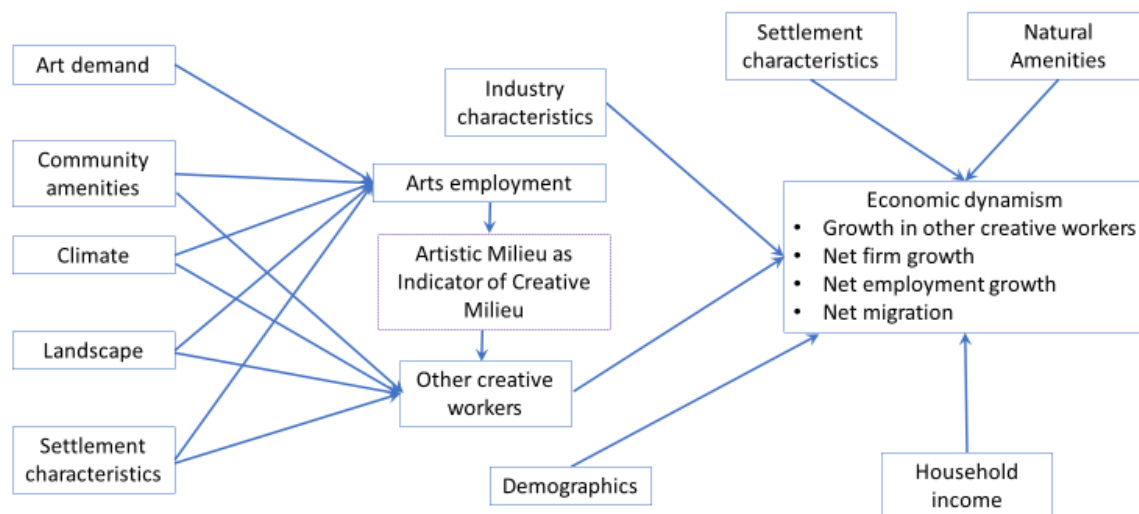 Art demand
Community
amenities
Climate
Landscape
Settlement
characteristics
Arts employment
Artistic Milieu as
Indicator of Creative
Milieu
Other creative
workers
Industry
characteristics
Demographics
Settlement
characteristics
Natural
Amenities
Economic dynamism
• Growth in other creative workers
• Net firm growth
• Net employment growth
• Net migration
Household
income